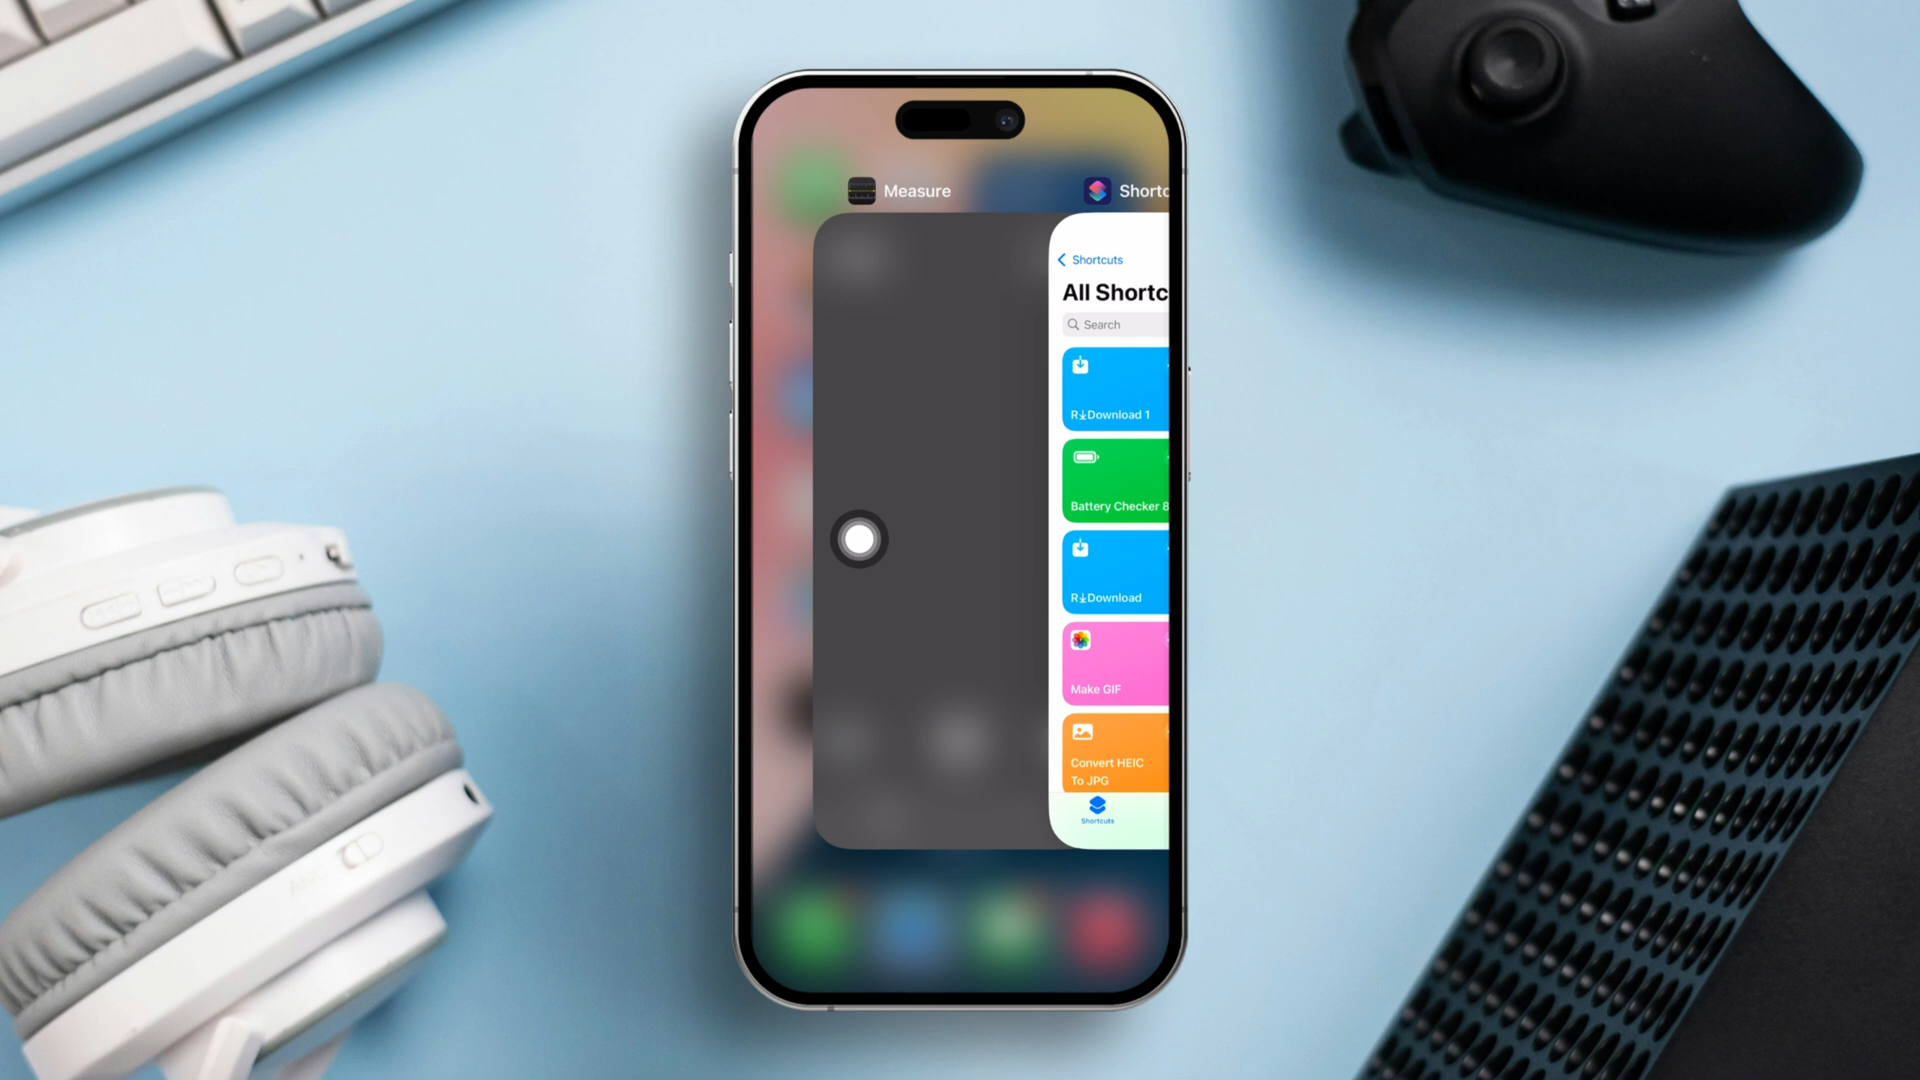 Measure
Shortc
Shortcuts
All Shortc
Search
R⤓Download 1
Battery Checker 8
R⤓Download
Make GIF
Convert HEIC
To JPG
Shortcuts
ANC